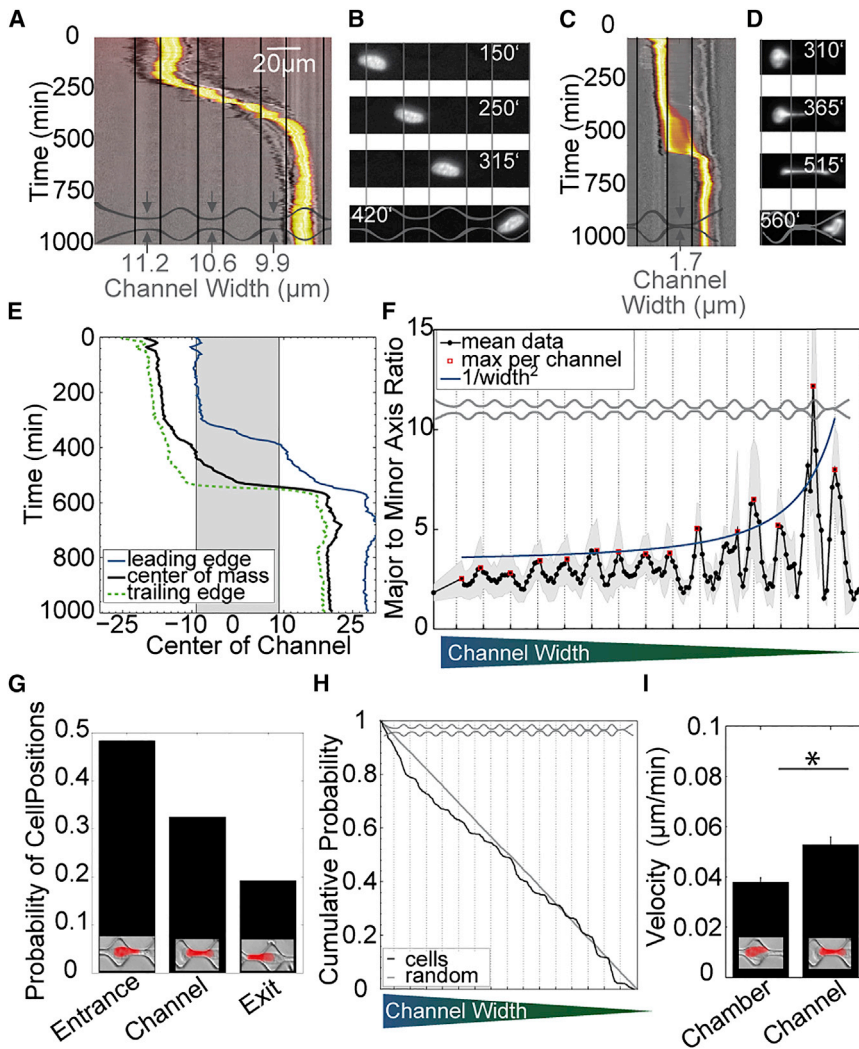 A
Time (min)
0
250
500
750
1000
20μm
11.2 10.6 9.9
Channel Width (μm)
B
150‘
250‘
315‘
420‘
C
Time (min)
0
250
500
750
1000
1.7
Channel
Width (μm)
D
310‘
365‘
515‘
560‘
E
Time (min)
0
200
400
600
800
1000
leading edge
center of mass
trailing edge
-25 -9 0 9 25
Center of Channel
F
Major to Minor Axis Ratio
15
10
5
0
mean data
max per channel
1/width²
Channel Width
G
Probability of CellPositions
0.5
0.4
0.3
0.2
0.1
0
Entrance
Channel
Exit
H
Cumulative Probability
1
0.8
0.6
0.4
0.2
0
cells
random
Channel Width
I
Velocity (μm/min)
0.1
0.08
0.06
0.04
0.02
0
*
Chamber
Channel